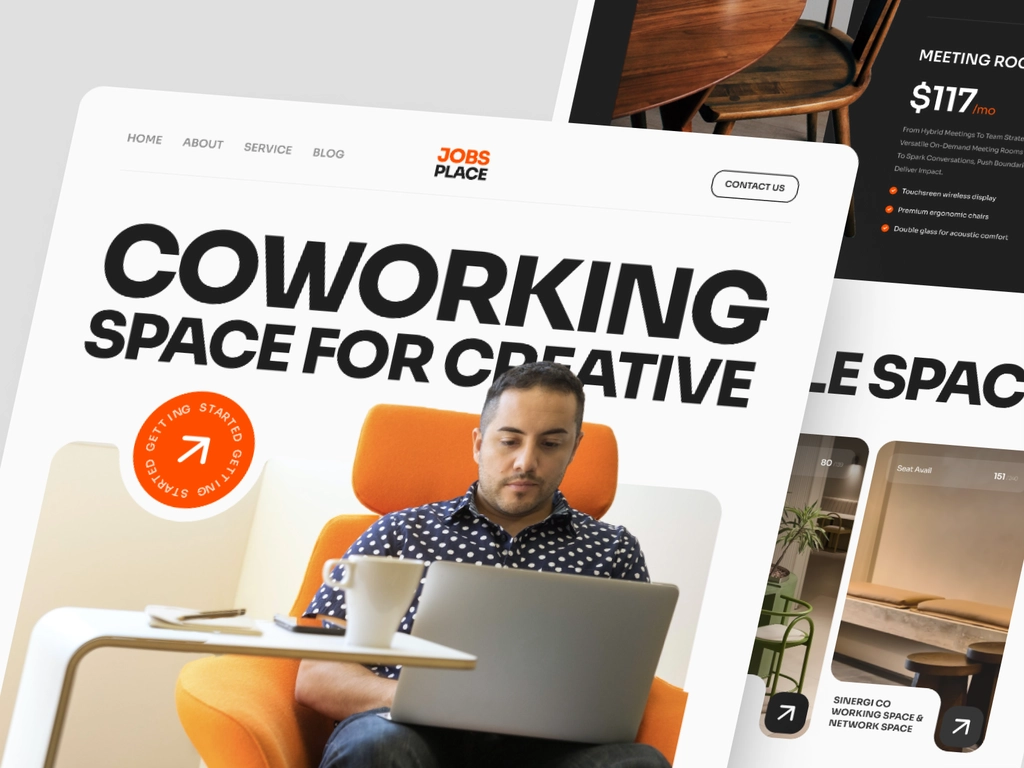 HOME ABOUT SERVICE BLOG
JOBS
PLACE
CONTACT US
COWORKING
SPACE FOR CREATIVE
GETTING STARTED GETTING STARTED
MEETING
$117/mo
From Hybrid Meetings To Team
Versatile On-Demand Meeting Rooms
To Spark Conversations, Push
Deliver Impact.
Touchscreen wireless display
Premium ergonomic chairs
Double glass for acoustic comfort
LE SPAC
80
Seat Avail
151
SINERGI CO
WORKING SPACE &
NETWORK SPACE